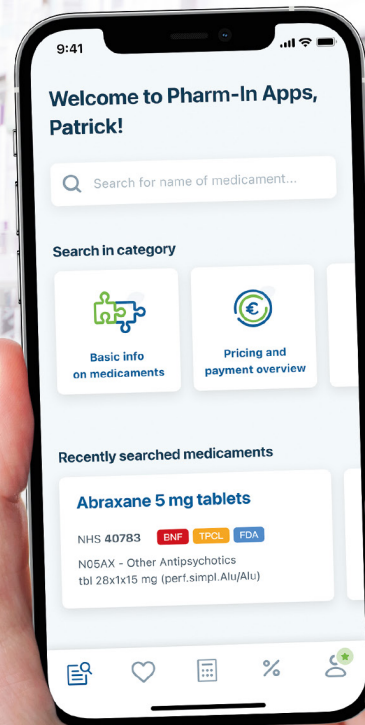 9:41
Welcome to Pharm-In Apps,
Patrick!
Search for name of medicament...
Search in category
Basic info
on medicaments
€
Pricing and
payment overview
Recently searched medicaments
Abraxane 5 mg tablets
NHS 40783 BNF TPCL FDA
N05AX - Other Antipsychotics
tbl 28x1x15 mg (perf.simpl.Alu/Alu)
%